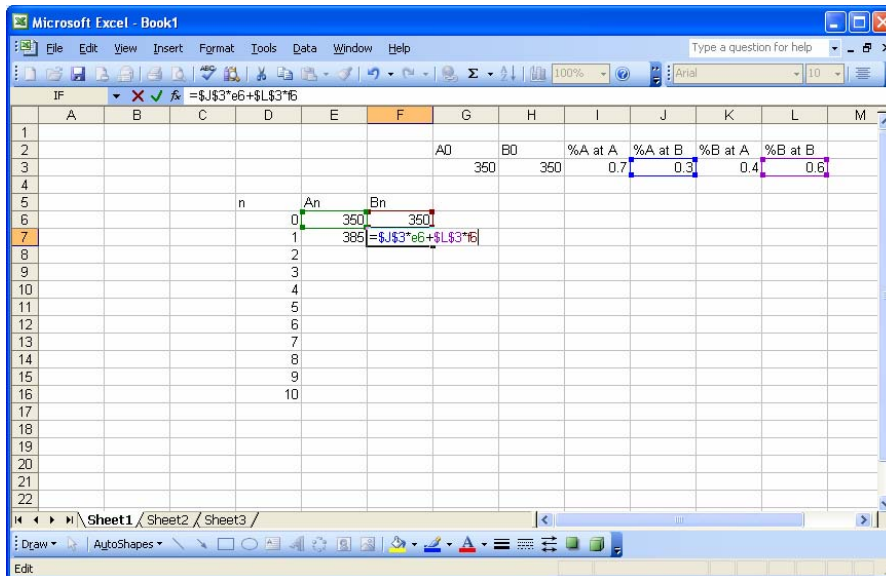 Microsoft Excel - Book1
File Edit View Insert Format Tools Data Window Help Type a question for help
100% Arial 10
IF fx =$J$3*e6+$L$3*f6
A B C D E F G H I J K L M
1
2 A0 B0 %A at A %A at B %B at A %B at B
3 350 350 0.7 0.3 0.4 0.6
4
5 n An Bn
6 0 350 350
7 1 385 =$J$3*e6+$L$3*f6
8 2
9 3
10 4
11 5
12 6
13 7
14 8
15 9
16 10
17
18
19
20
21
22
Sheet1 Sheet2 Sheet3
Draw AutoShapes A
Edit